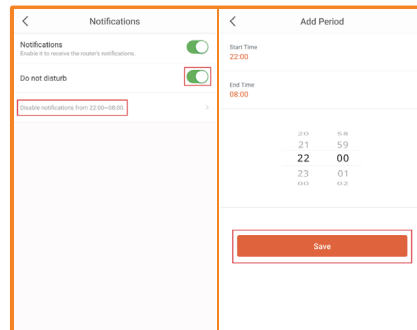 Notifications
Notifications
Enable it to receive the router's notifications.
Do not disturb
Disable notifications from 22:00~08:00.
Add Period
Start Time
22:00
End Time
08:00
20 58
21 59
22 00
23 01
00 02
Save